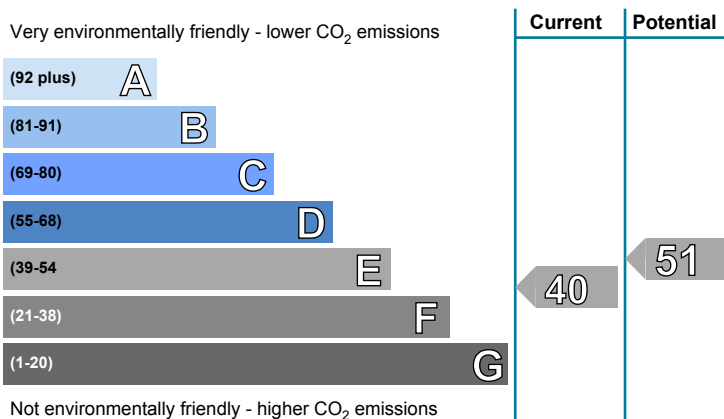 Very environmentally friendly - lower CO2 emissions
Current
Potential
(92 plus) A
(81-91) B
(69-80) C
(55-68) D
(39-54 E
(21-38) F
(1-20) G
40
51
Not environmentally friendly - higher CO2 emissions